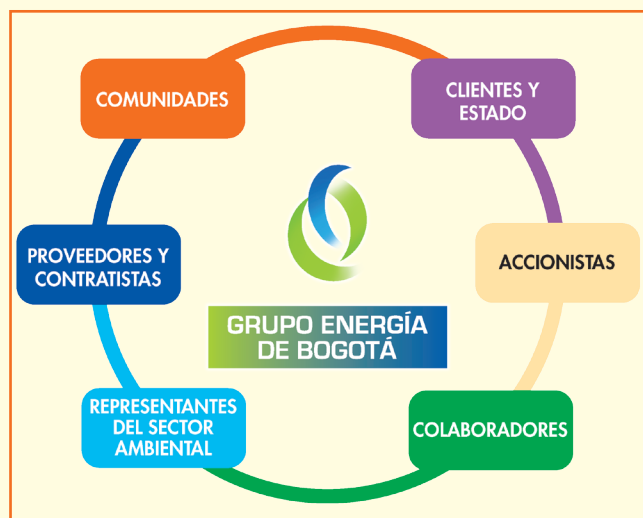 COMUNIDADES
CLIENTES Y
ESTADO
PROVEEDORES Y
CONTRATISTAS
ACCIONISTAS
GRUPO ENERGÍA
DE BOGOTÁ
REPRESENTANTES
DEL SECTOR
AMBIENTAL
COLABORADORES